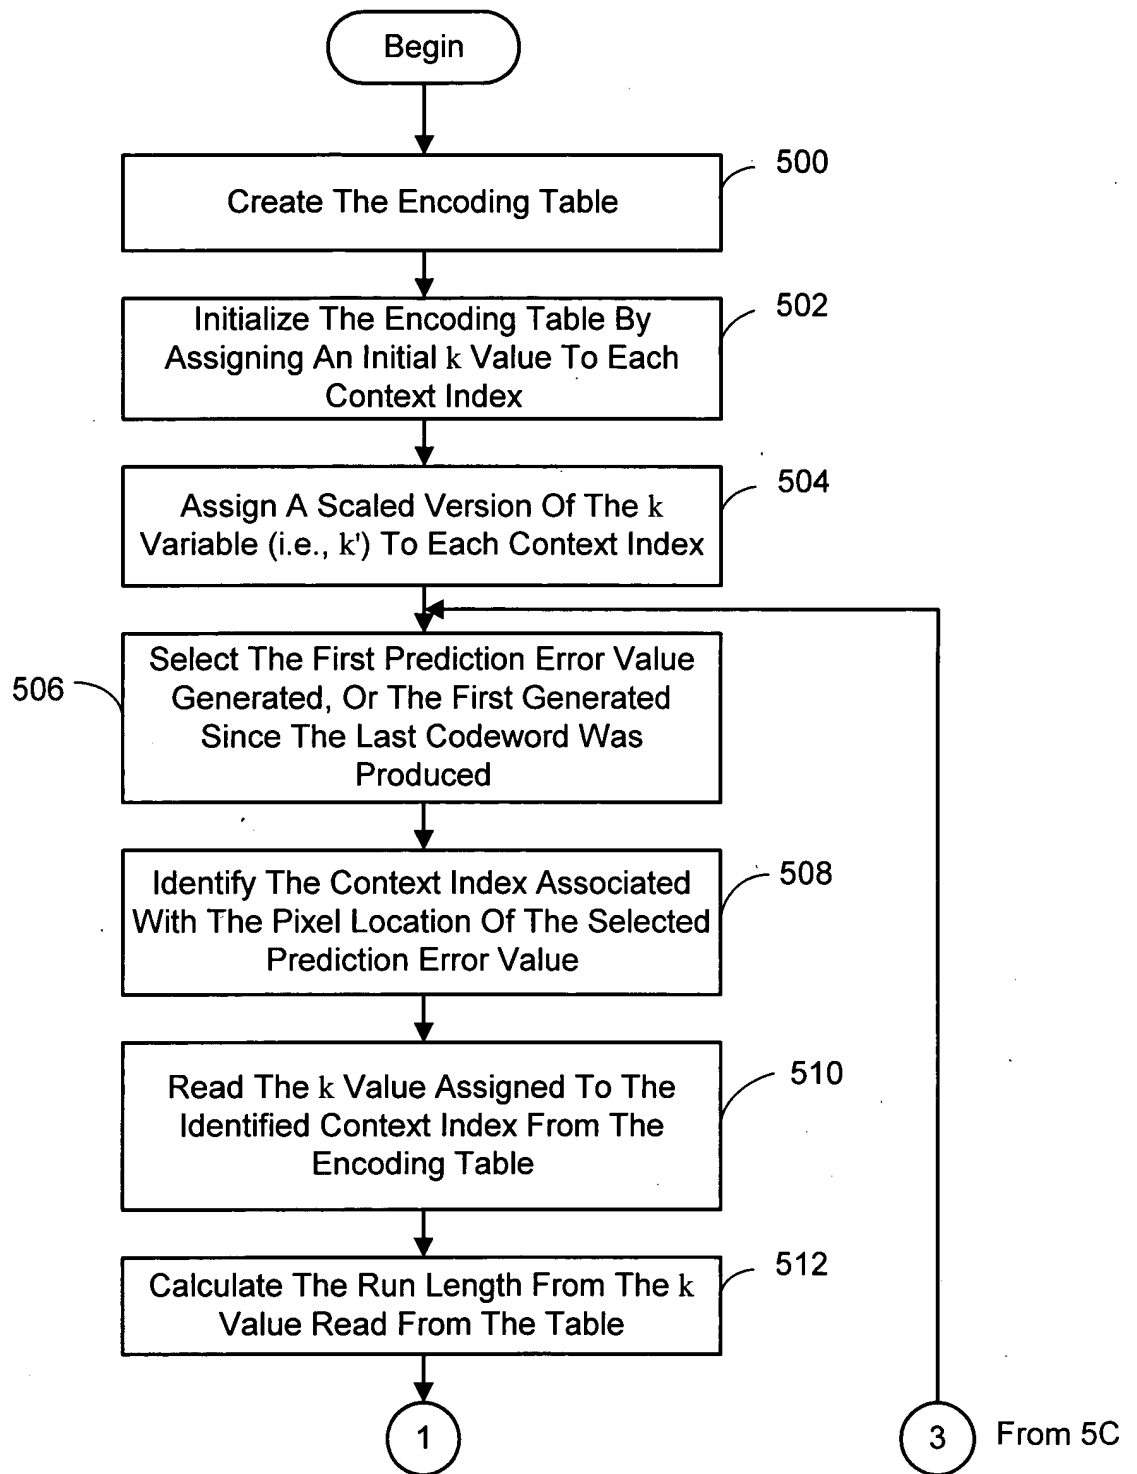 Begin
500
Create The Encoding Table
502
Initialize The Encoding Table By
Assigning An Initial k Value To Each
Context Index
504
Assign A Scaled Version Of The k
Variable (i.e., k') To Each Context Index
506
Select The First Prediction Error Value
Generated, Or The First Generated
Since The Last Codeword Was
Produced
508
Identify The Context Index Associated
With The Pixel Location Of The Selected
Prediction Error Value
510
Read The k Value Assigned To The
Identified Context Index From The
Encoding Table
512
Calculate The Run Length From The k
Value Read From The Table
1
3 From 5C